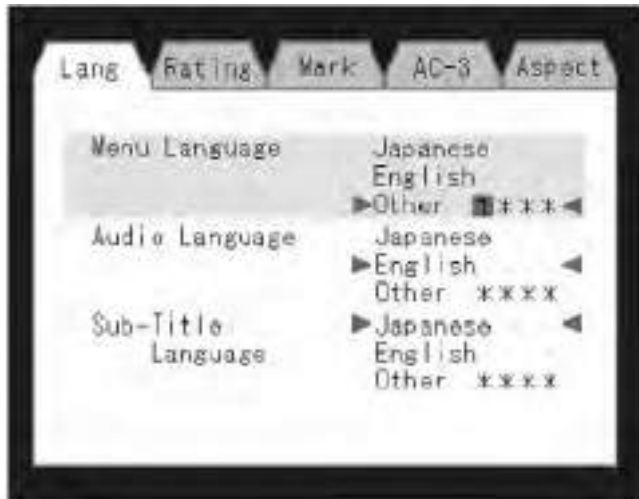 Lang Rating Mark AC-3 Aspect
Menu Language Japanese
English
▶Other 1***◀
Audio Language Japanese
▶English ◀
Other ****
Sub-Title ▶Japanese ◀
Language English
Other ****